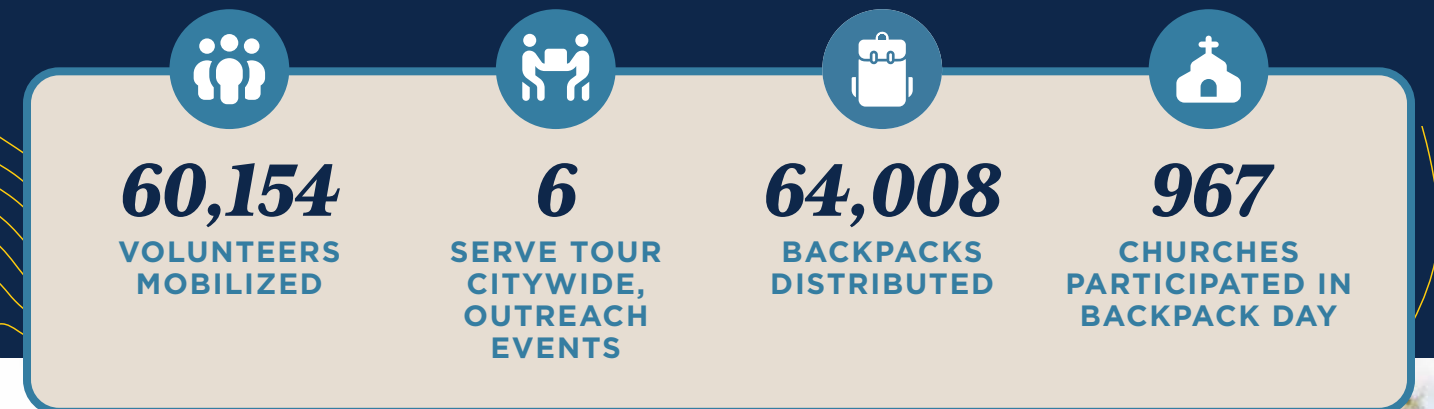 60,154
VOLUNTEERS
MOBILIZED
6
SERVE TOUR
CITYWIDE,
OUTREACH
EVENTS
64,008
BACKPACKS
DISTRIBUTED
967
CHURCHES
PARTICIPATED IN
BACKPACK DAY